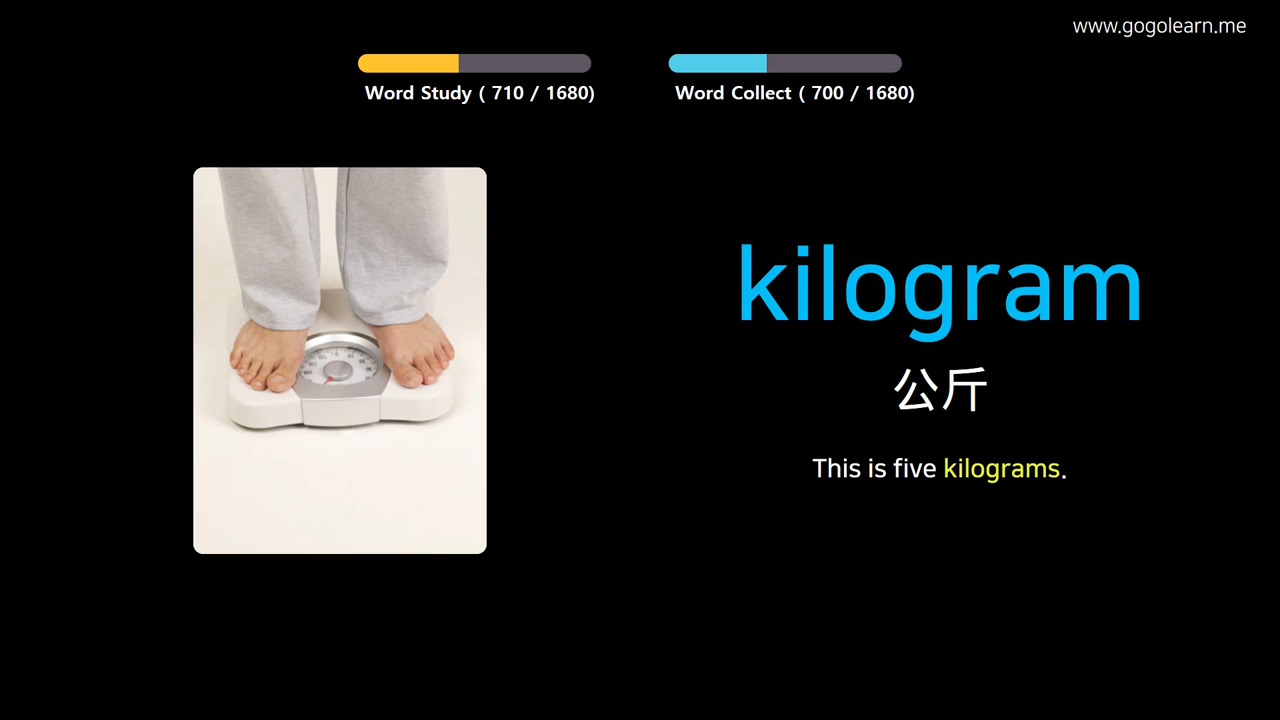 www.gogolearn.me
Word Study ( 710 / 1680)
Word Collect ( 700 / 1680)
kilogram
公斤
This is five kilograms.